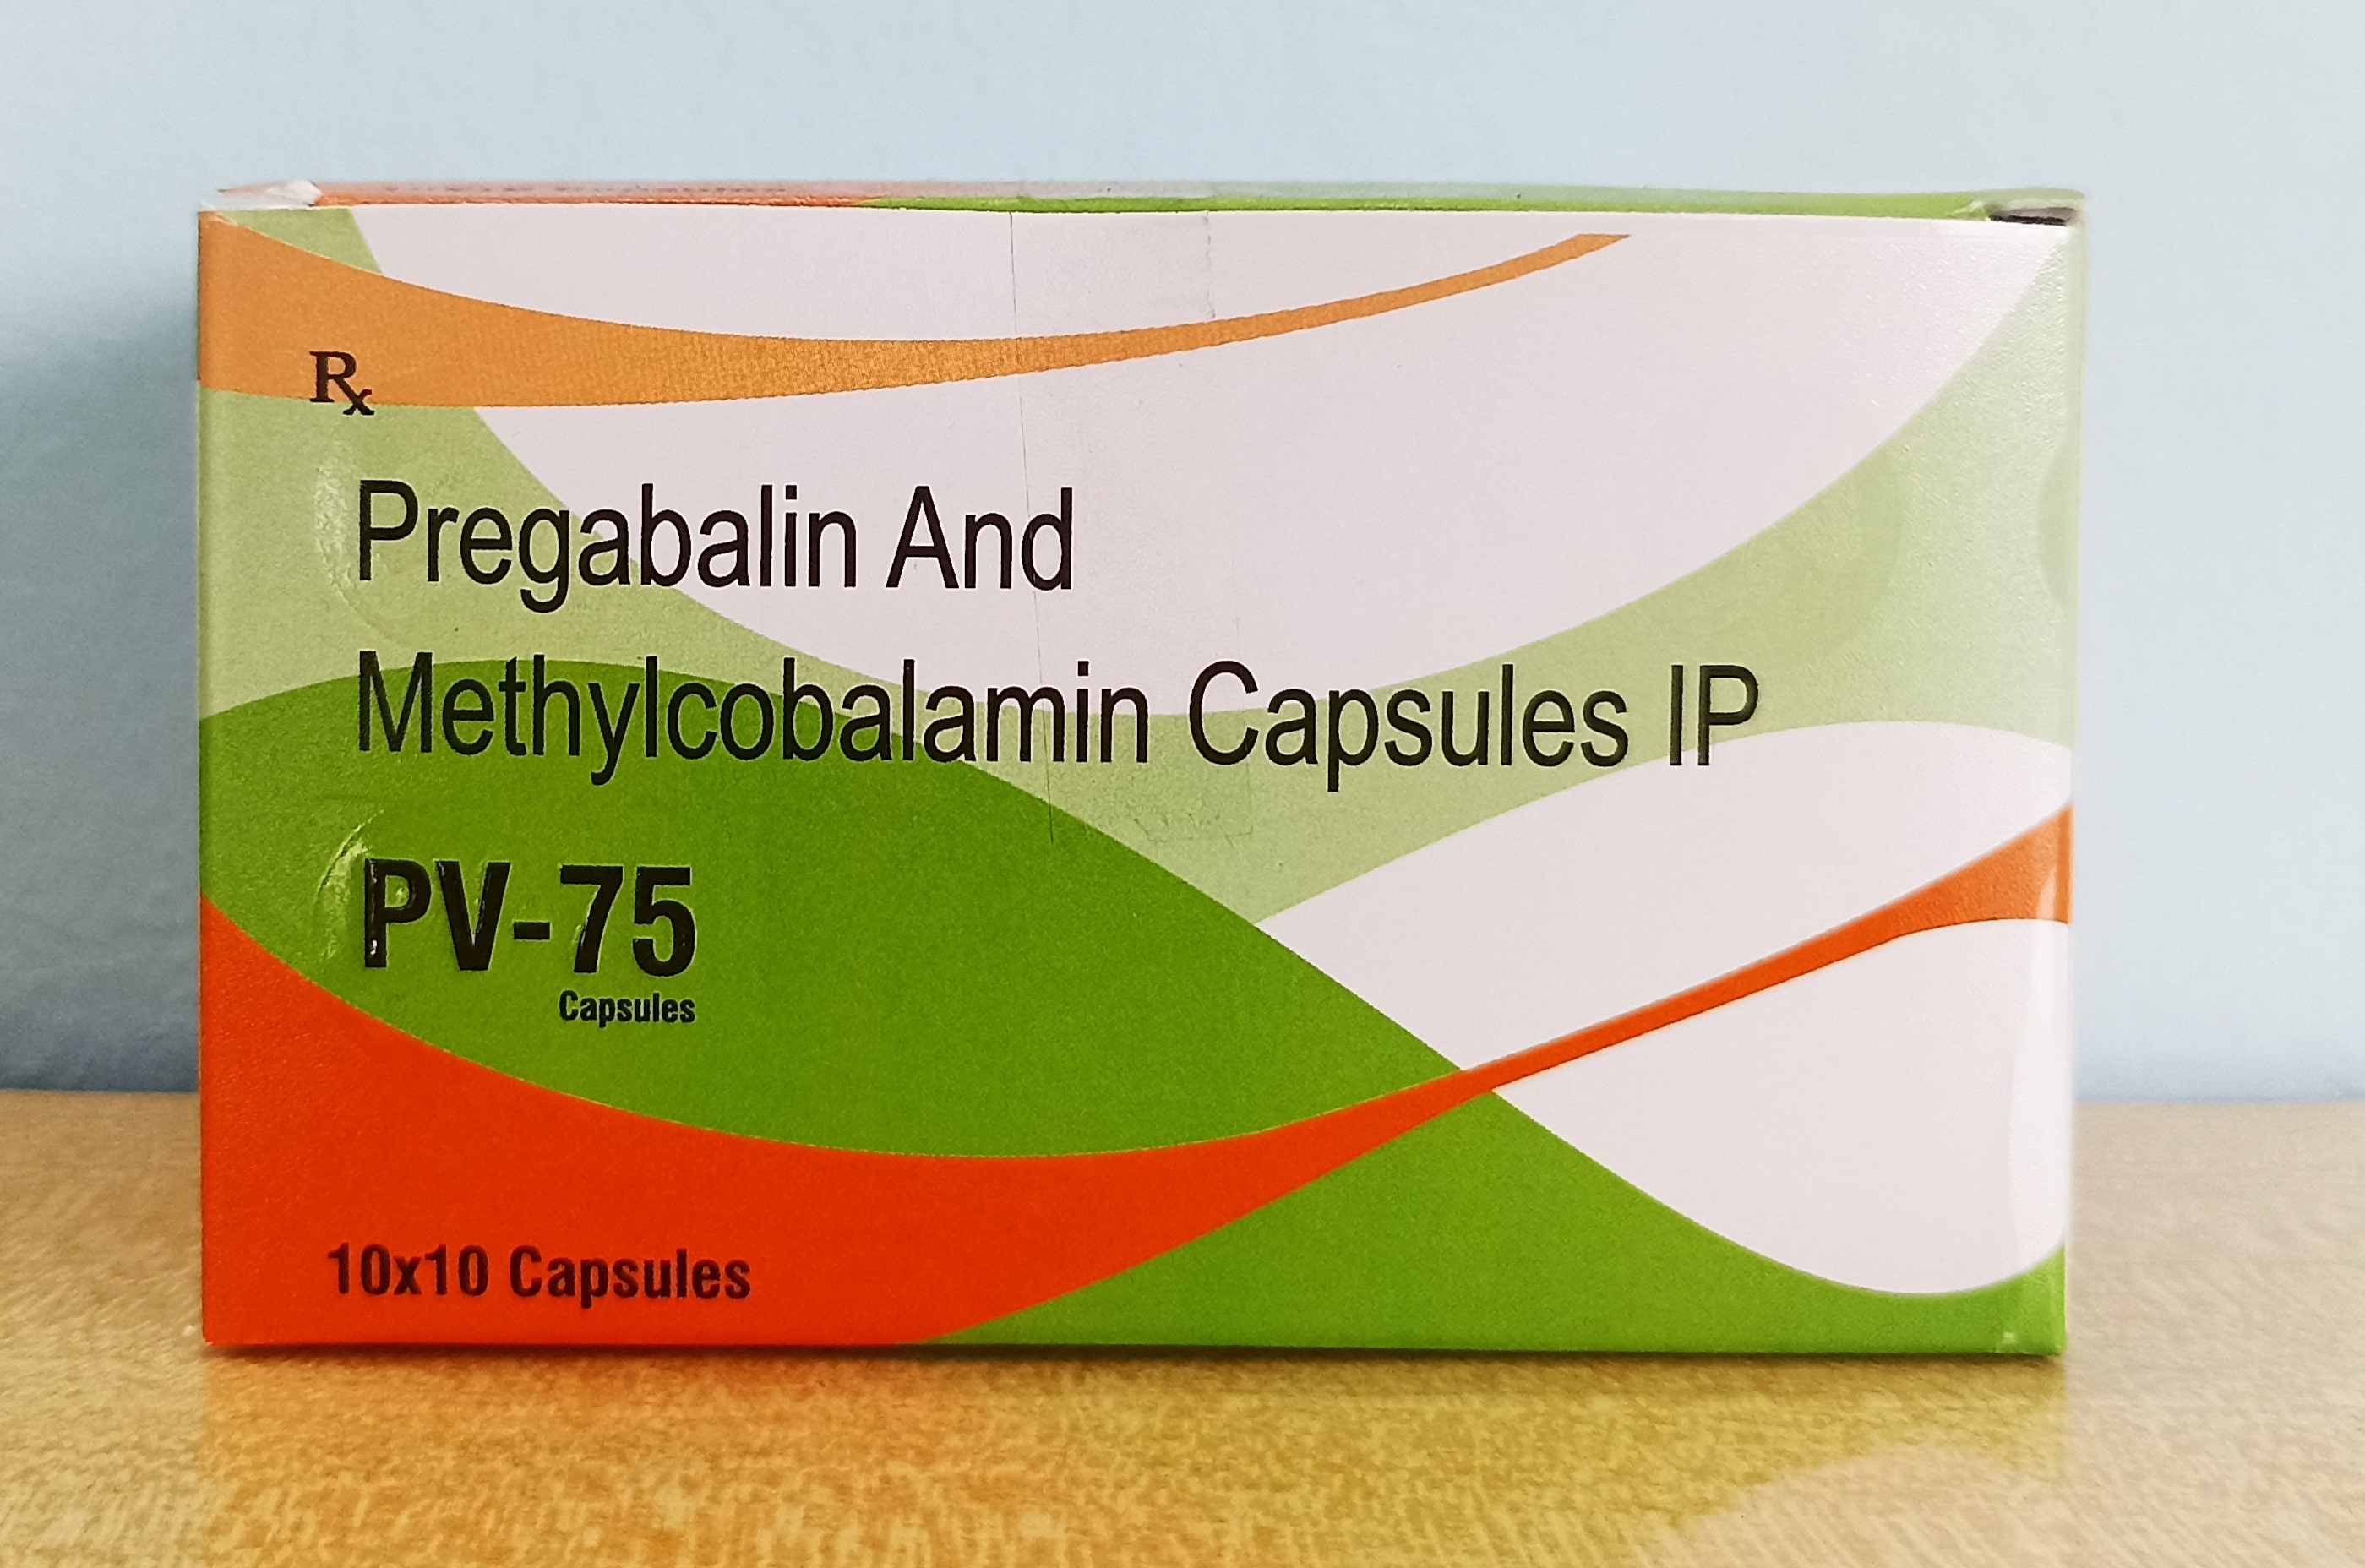 Rx
Pregabalin And
Methylcobalamin Capsules IP
PV-75
Capsules
10x10 Capsules